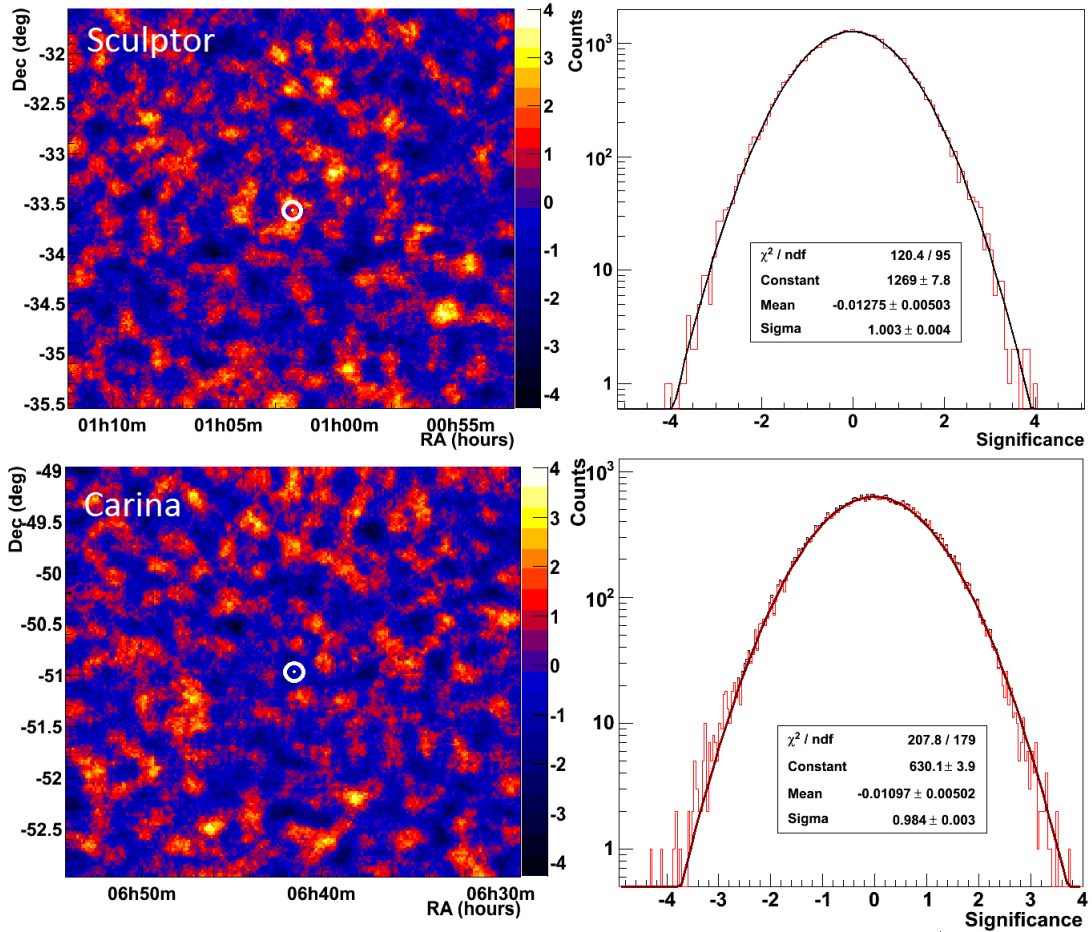 Sculptor
Dec (deg)
-32
-32.5
-33
-33.5
-34
-34.5
-35
-35.5
01h10m 01h05m 01h00m 00h55m
RA (hours)
4
3
2
1
0
-1
-2
-3
-4
Counts
10³
10²
10
1
χ² / ndf 120.4 / 95
Constant 1269 ± 7.8
Mean -0.01275 ± 0.00503
Sigma 1.003 ± 0.004
-4 -2 0 2 4
Significance
Carina
Dec (deg)
-49
-49.5
-50
-50.5
-51
-51.5
-52
-52.5
06h50m 06h40m 06h30m
RA (hours)
4
3
2
1
0
-1
-2
-3
-4
Counts
10³
10²
10
1
χ² / ndf 207.8 / 179
Constant 630.1 ± 3.9
Mean -0.01097 ± 0.00502
Sigma 0.984 ± 0.003
-4 -3 -2 -1 0 1 2 3 4
Significance